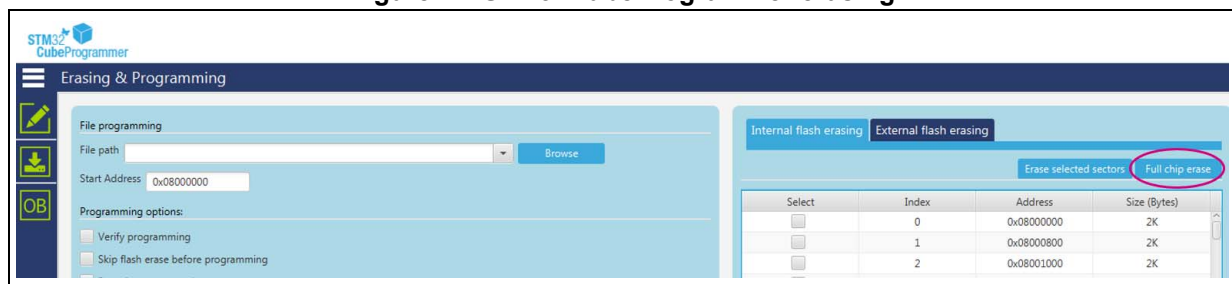 STM32
CubeProgrammer
Erasing & Programming
File programming
File path
Browse
Start Address
0x08000000
Programming options:
Verify programming
Skip flash erase before programming
OB
Internal flash erasing
External flash erasing
Erase selected sectors
Full chip erase
Select Index Address Size (Bytes)
0 0x08000000 2K
1 0x08000800 2K
2 0x08001000 2K